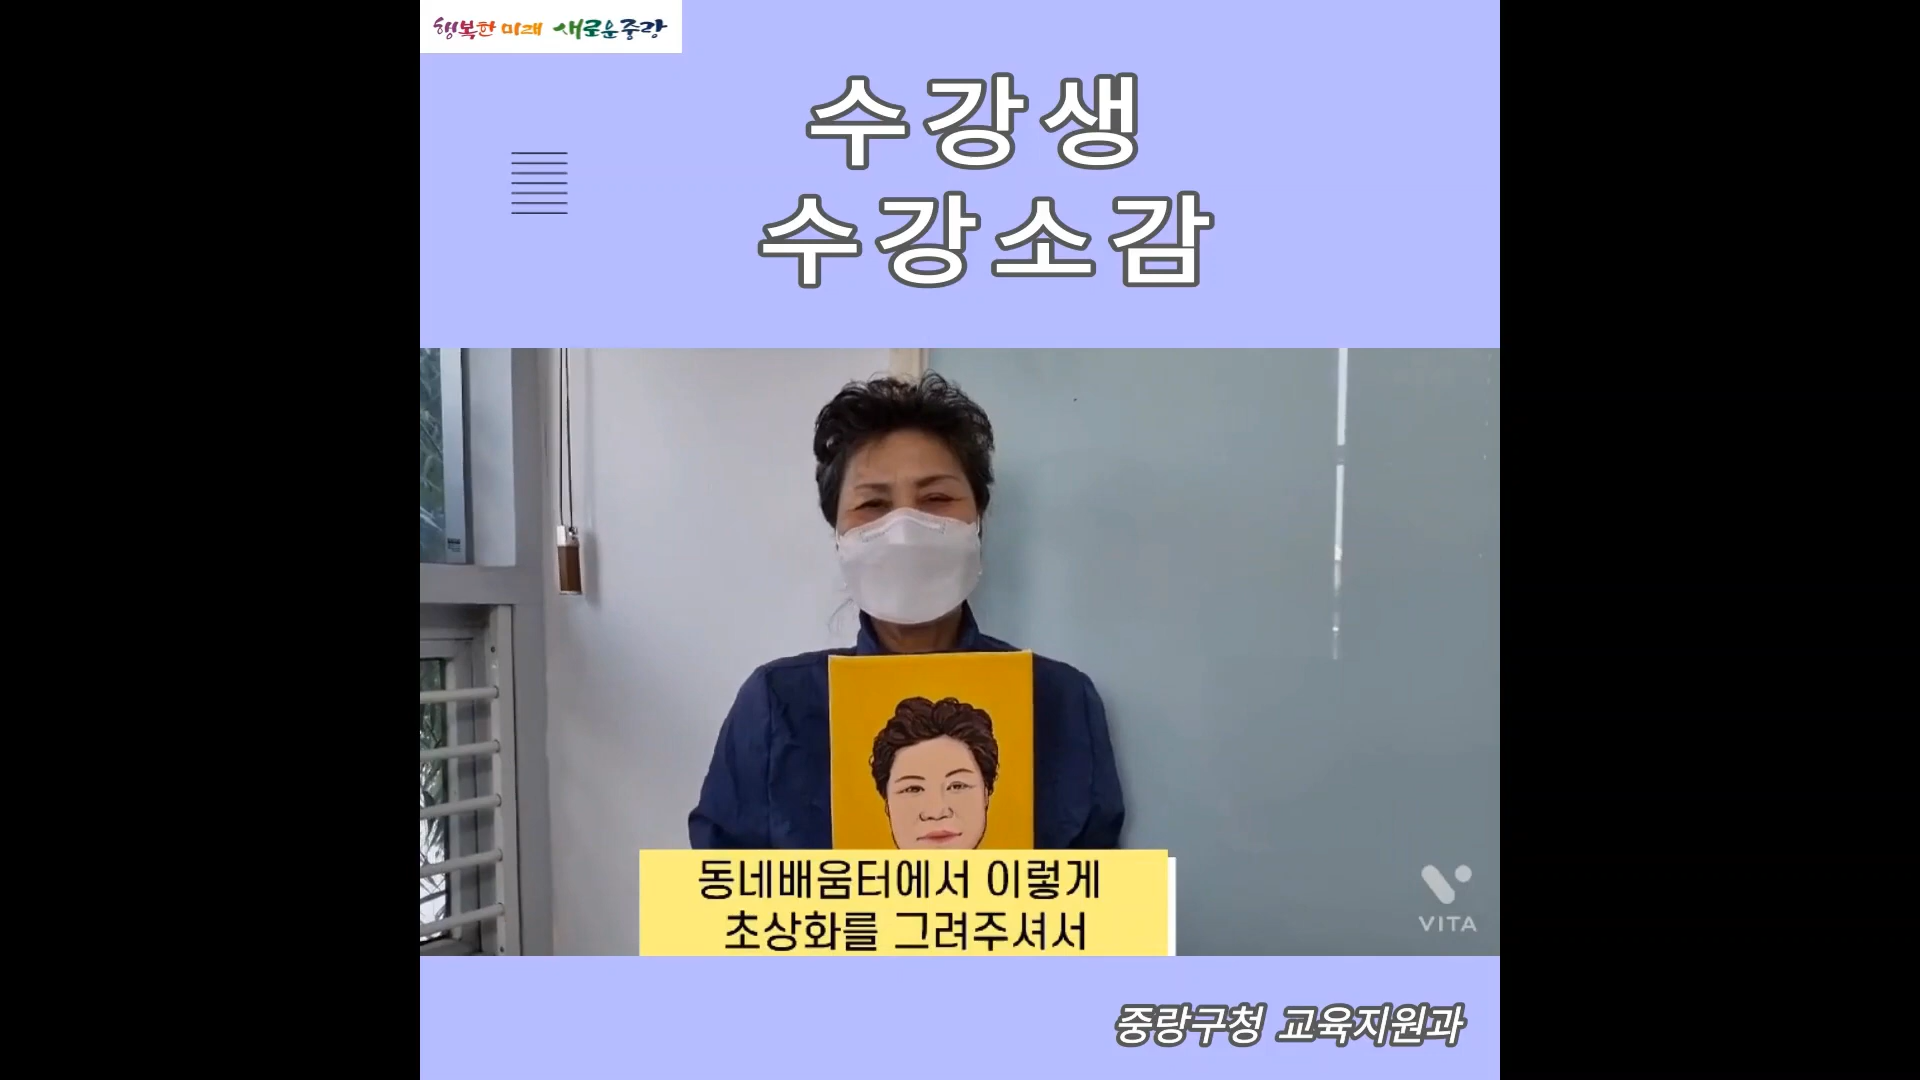 행복한 미래 새로운중랑
수강생
수강소감
동네배움터에서 이렇게
초상화를 그려주셔서
VITA
중랑구청 교육지원과